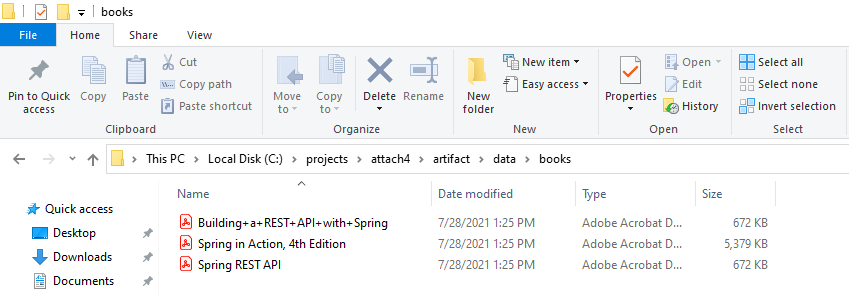 books
File Home Share View
Pin to Quick access
Copy
Paste
Cut
Copy path
Paste shortcut
Clipboard
Move to
Copy to
Delete
Rename
Organize
New folder
New item
Easy access
New
Properties
Open
Edit
History
Open
Select all
Select none
Invert selection
Select
This PC > Local Disk (C:) > projects > attach4 > artifact > data > books
Quick access
Desktop
Downloads
Documents
Name Date modified Type Size
Building+a+REST+API+with+Spring 7/28/2021 1:25 PM Adobe Acrobat D... 672 KB
Spring in Action, 4th Edition 7/28/2021 1:25 PM Adobe Acrobat D... 5,379 KB
Spring REST API 7/28/2021 1:25 PM Adobe Acrobat D... 672 KB